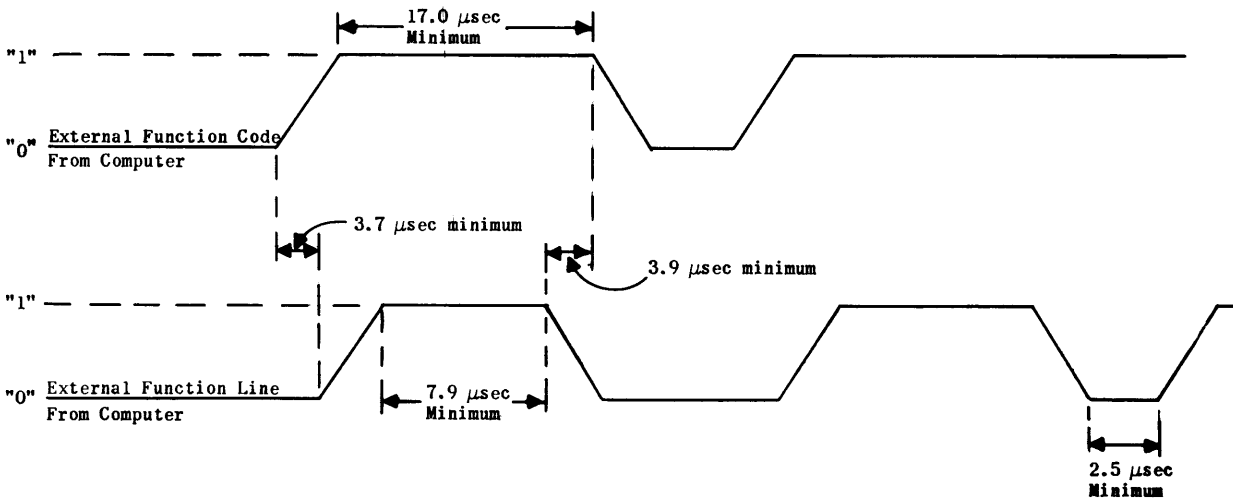 17.0 μsec
Minimum
"1"
"0" External Function Code
From Computer
3.7 μsec minimum
3.9 μsec minimum
"1"
"0" External Function Line
From Computer
7.9 μsec
Minimum
2.5 μsec
Minimum